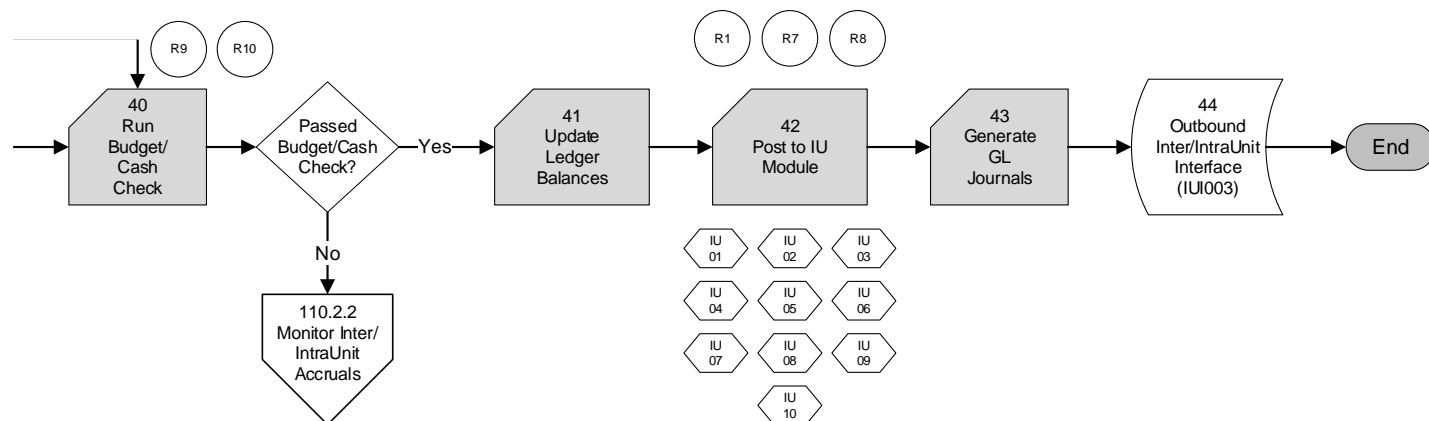 R9
R10
R1
R7
R8
40
Run
Budget/
Cash
Check
Passed
Budget/Cash
Check?
Yes
41
Update
Ledger
Balances
42
Post to IU
Module
43
Generate
GL
Journals
44
Outbound
Inter/IntraUnit
Interface
(IUI003)
End
No
110.2.2
Monitor Inter/
IntraUnit
Accruals
IU
01
IU
02
IU
03
IU
04
IU
05
IU
06
IU
07
IU
08
IU
09
IU
10